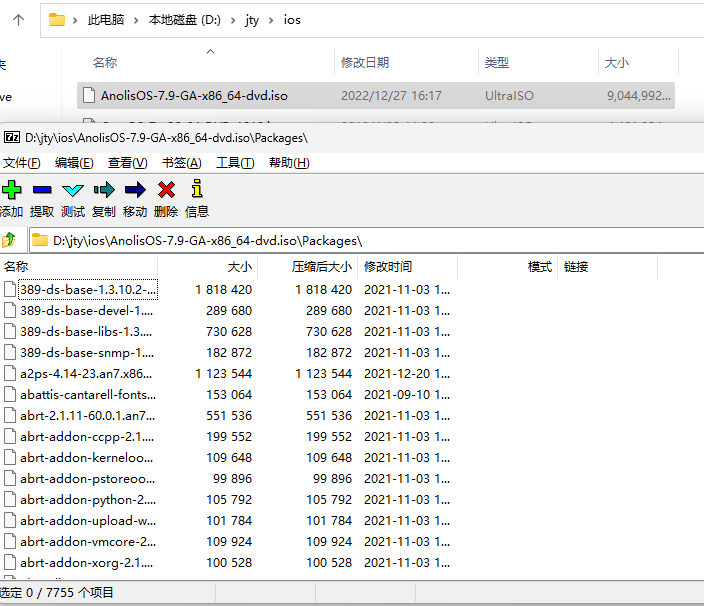 此电脑 › 本地磁盘 (D:) › jty › ios
名称 修改日期 类型 大小
ve
AnolisOS-7.9-GA-x86_64-dvd.iso 2022/12/27 16:17 UltraISO 9,044,992...
D:\jty\ios\AnolisOS-7.9-GA-x86_64-dvd.iso\Packages\
文件(F) 编辑(E) 查看(V) 书签(A) 工具(T) 帮助(H)
添加 提取 测试 复制 移动 删除 信息
D:\jty\ios\AnolisOS-7.9-GA-x86_64-dvd.iso\Packages\
名称 大小 压缩后大小 修改时间 模式 链接
389-ds-base-1.3.10.2-... 1 818 420 1 818 420 2021-11-03 1...
389-ds-base-devel-1.... 289 680 289 680 2021-11-03 1...
389-ds-base-libs-1.3.... 730 628 730 628 2021-11-03 1...
389-ds-base-snmp-1.... 182 872 182 872 2021-11-03 1...
a2ps-4.14-23.an7.x86... 1 123 544 1 123 544 2021-12-20 1...
abattis-cantarell-fonts... 153 064 153 064 2021-09-10 1...
abrt-2.1.11-60.0.1.an7... 551 536 551 536 2021-11-03 1...
abrt-addon-ccpp-2.1.... 199 552 199 552 2021-11-03 1...
abrt-addon-kerneloo... 109 648 109 648 2021-11-03 1...
abrt-addon-pstoreoo... 99 896 99 896 2021-11-03 1...
abrt-addon-python-2.... 105 792 105 792 2021-11-03 1...
abrt-addon-upload-w... 101 784 101 784 2021-11-03 1...
abrt-addon-vmcore-2... 109 924 109 924 2021-11-03 1...
abrt-addon-xorg-2.1.... 100 528 100 528 2021-11-03 1...
选定 0 / 7755 个项目